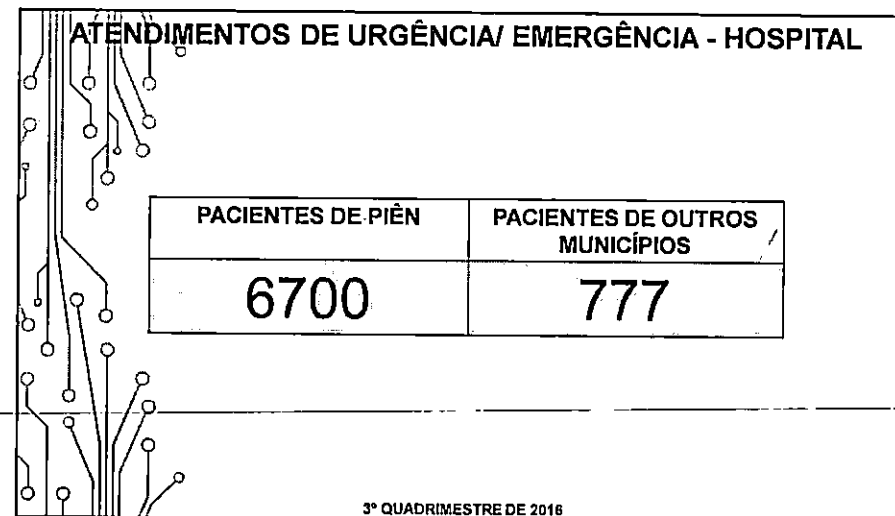 ATENDIMENTOS DE URGÊNCIA/ EMERGÊNCIA - HOSPITAL
PACIENTES DE PIÊN
PACIENTES DE OUTROS
MUNICÍPIOS
6700
777
3º QUADRIMESTRE DE 2016